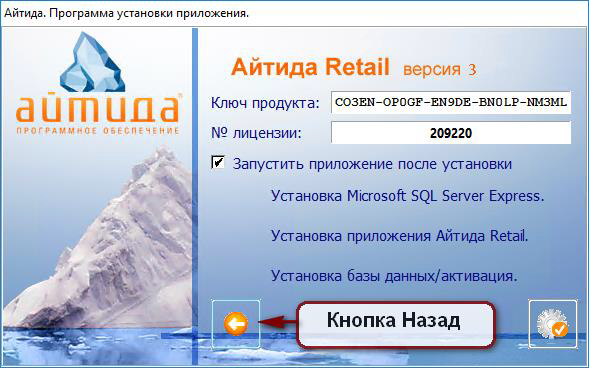 Айтида. Программа установки приложения.
айтида®
ПРОГРАММНОЕ ОБЕСПЕЧЕНИЕ
Айтида Retail версия 3
Ключ продукта: CO3EN-OP0GF-EN9DE-BN0LP-NM3ML
№ лицензии: 209220
Запустить приложение после установки
Установка Microsoft SQL Server Express.
Установка приложения Айтида Retail.
Установка базы данных/активация.
Кнопка Назад